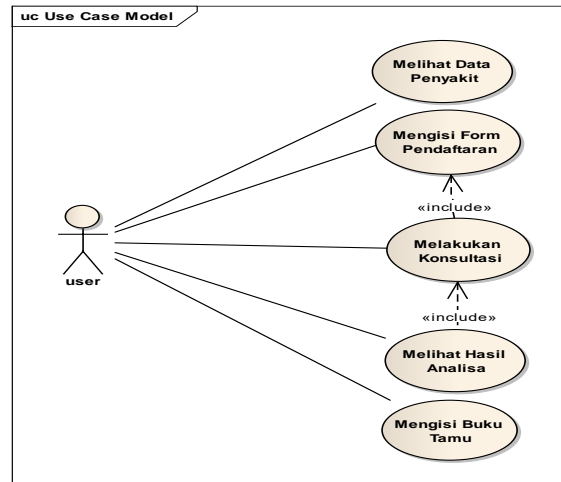 uc Use Case Model
Melihat Data
Penyakit
Mengisi Form
Pendaftaran
«include»
Melakukan
Konsultasi
user
«include»
Melihat Hasil
Analisa
Mengisi Buku
Tamu